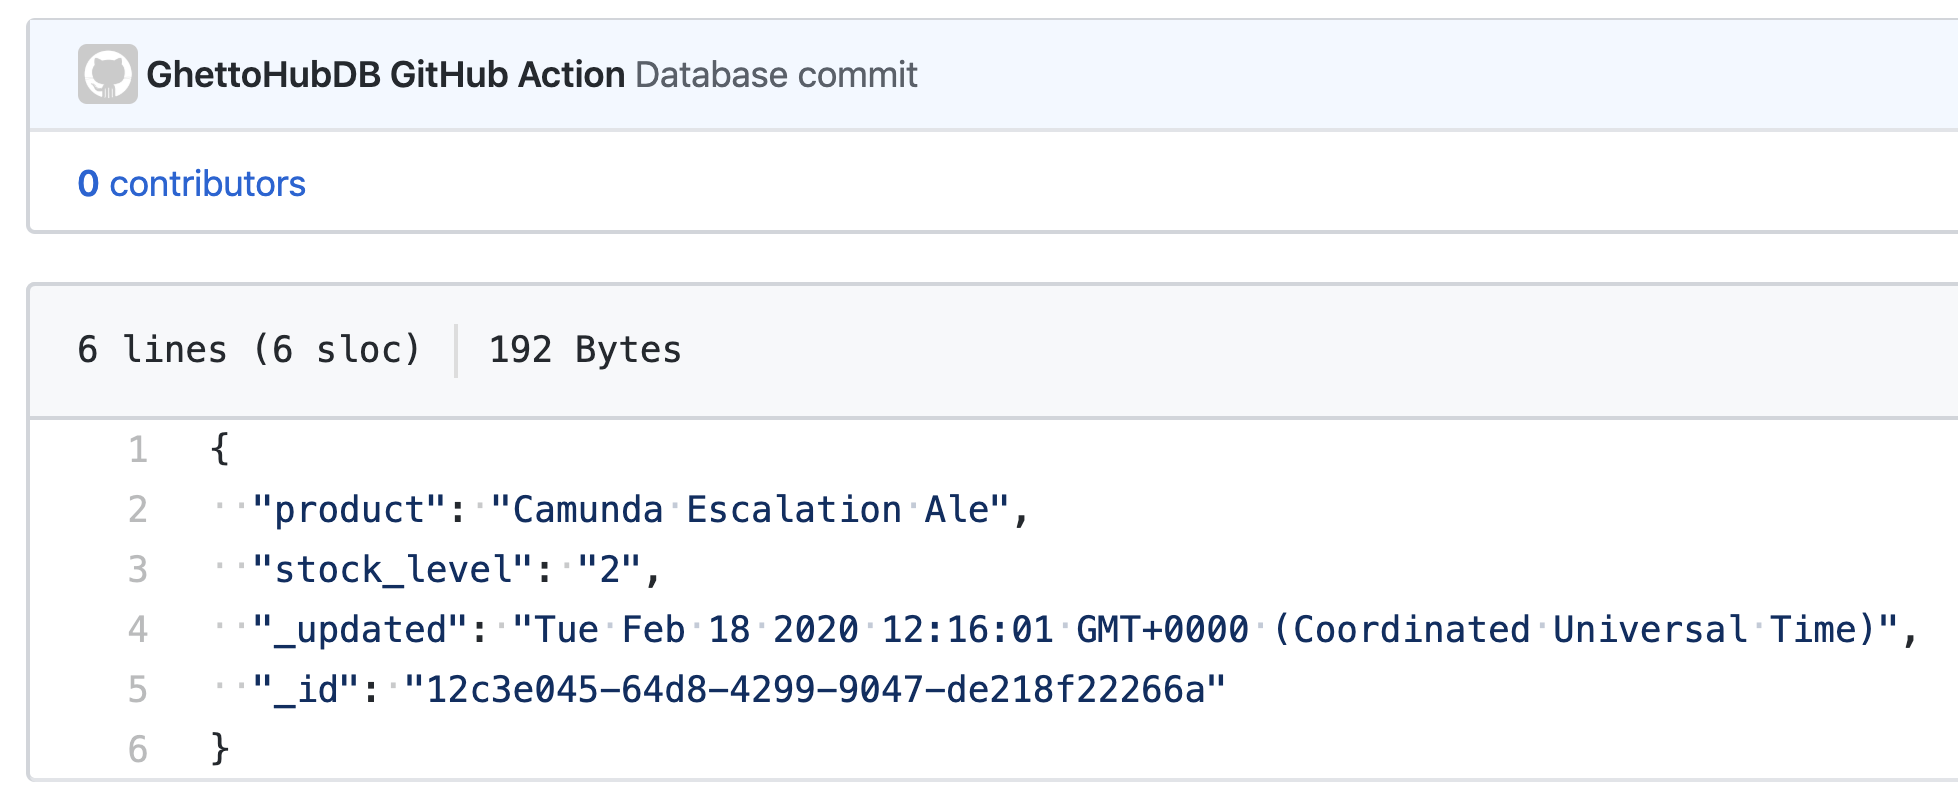 GhettoHubDB GitHub Action Database commit
0 contributors
6 lines (6 sloc) 192 Bytes
1 {
2 "product": "Camunda Escalation Ale",
3 "stock_level": "2",
4 "_updated": "Tue Feb 18 2020 12:16:01 GMT+0000 (Coordinated Universal Time)",
5 "_id": "12c3e045-64d8-4299-9047-de218f22266a"
6 }